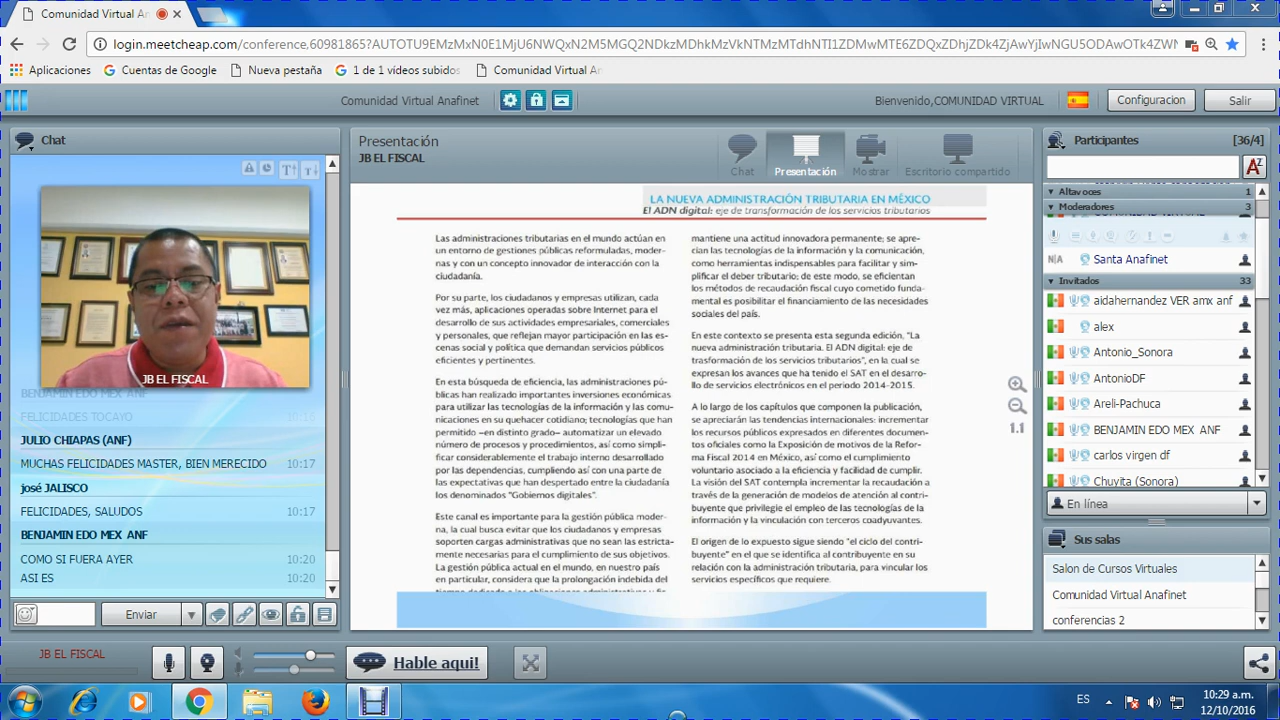 Comunidad Virtual An
login.meetcheap.com/conference.60981865?AUTOTU9EMzMxN0E1MjU6NWQxN2M5MGQ2NDkzMDhkMzVkNTMzMTdhNTI1ZDMwMTE6ZDQxZDhjZDk4ZjAwYjIwNGU5ODAwOTk4ZWN
Aplicaciones
Cuentas de Google
Nueva pestaña
1 de 1 vídeos subidos
Comunidad Virtual An
Comunidad Virtual Anafinet
Bienvenido,COMUNIDAD VIRTUAL
Configuracion
Salir
Chat
JB EL FISCAL
BENJAMIN EDO MEX ANF
FELICIDADES TOCAYO 10:16
JULIO CHIAPAS (ANF)
MUCHAS FELICIDADES MASTER, BIEN MERECIDO 10:17
josé JALISCO
FELICIDADES, SALUDOS 10:17
BENJAMIN EDO MEX ANF
COMO SI FUERA AYER 10:20
ASI ES 10:20
Enviar
JB EL FISCAL
Hable aqui!
Presentación
JB EL FISCAL
Chat
Presentación
Mostrar
Escritorio compartido
LA NUEVA ADMINISTRACIÓN TRIBUTARIA EN MÉXICO
El ADN digital: eje de transformación de los servicios tributarios
Las administraciones tributarias en el mundo actúan en
un entorno de gestiones públicas reformuladas, moder-
nas y con un concepto innovador de interacción con la
ciudadanía.
Por su parte, los ciudadanos y empresas utilizan, cada
vez más, aplicaciones operadas sobre Internet para el
desarrollo de sus actividades empresariales, comerciales
y personales, que reflejan mayor participación en las es-
cenas social y política que demandan servicios públicos
eficientes y pertinentes.
En esta búsqueda de eficiencia, las administraciones pú-
blicas han realizado importantes inversiones económicas
para utilizar las tecnologías de la información y las comu-
nicaciones en su quehacer cotidiano; tecnologías que han
permitido –en distinto grado– automatizar un elevado
número de procesos y procedimientos, así como simpli-
ficar considerablemente el trabajo interno desarrollado
por las dependencias, cumpliendo así con una parte de
las expectativas que han despertado entre la ciudadanía
los denominados "Gobiernos digitales".
Este canal es importante para la gestión pública moder-
na, la cual busca evitar que los ciudadanos y empresas
soporten cargas administrativas que no sean las estricta-
mente necesarias para el cumplimiento de sus objetivos.
La gestión pública actual en el mundo, en nuestro país
en particular, considera que la prolongación indebida del
mantiene una actitud innovadora permanente; se apre-
cian las tecnologías de la información y la comunicación,
como herramientas indispensables para facilitar y sim-
plificar el deber tributario; de este modo, se eficientan
los métodos de recaudación fiscal cuyo cometido funda-
mental es posibilitar el financiamiento de las necesidades
sociales del país.
En este contexto se presenta esta segunda edición, "La
nueva administración tributaria. El ADN digital: eje de
trasformación de los servicios tributarios", en la cual se
expresan los avances que ha tenido el SAT en el desarro-
llo de servicios electrónicos en el periodo 2014-2015.
A lo largo de los capítulos que componen la publicación,
se apreciarán las tendencias internacionales: incrementar
los recursos públicos expresados en diferentes documen-
tos oficiales como la Exposición de motivos de la Refor-
ma Fiscal 2014 en México, así como el cumplimiento
voluntario asociado a la eficiencia y facilidad de cumplir.
La visión del SAT contempla incrementar la recaudación a
través de la generación de modelos de atención al contri-
buyente que privilegie el empleo de las tecnologías de la
información y la vinculación con terceros coadyuvantes.
El origen de lo expuesto sigue siendo "el ciclo del contri-
buyente" en el que se identifica al contribuyente en su
relación con la administración tributaria, para vincular los
servicios específicos que requiere.
1.1
Participantes [36/4]
Altavoces 1
Moderadores 3
N/A Santa Anafinet
Invitados 33
aidahernandez VER amx anf
alex
Antonio_Sonora
AntonioDF
Areli-Pachuca
BENJAMIN EDO MEX ANF
carlos virgen df
Chuyita (Sonora)
En línea
Sus salas
Salon de Cursos Virtuales
Comunidad Virtual Anafinet
conferencias 2
ES
10:29 a.m.
12/10/2016